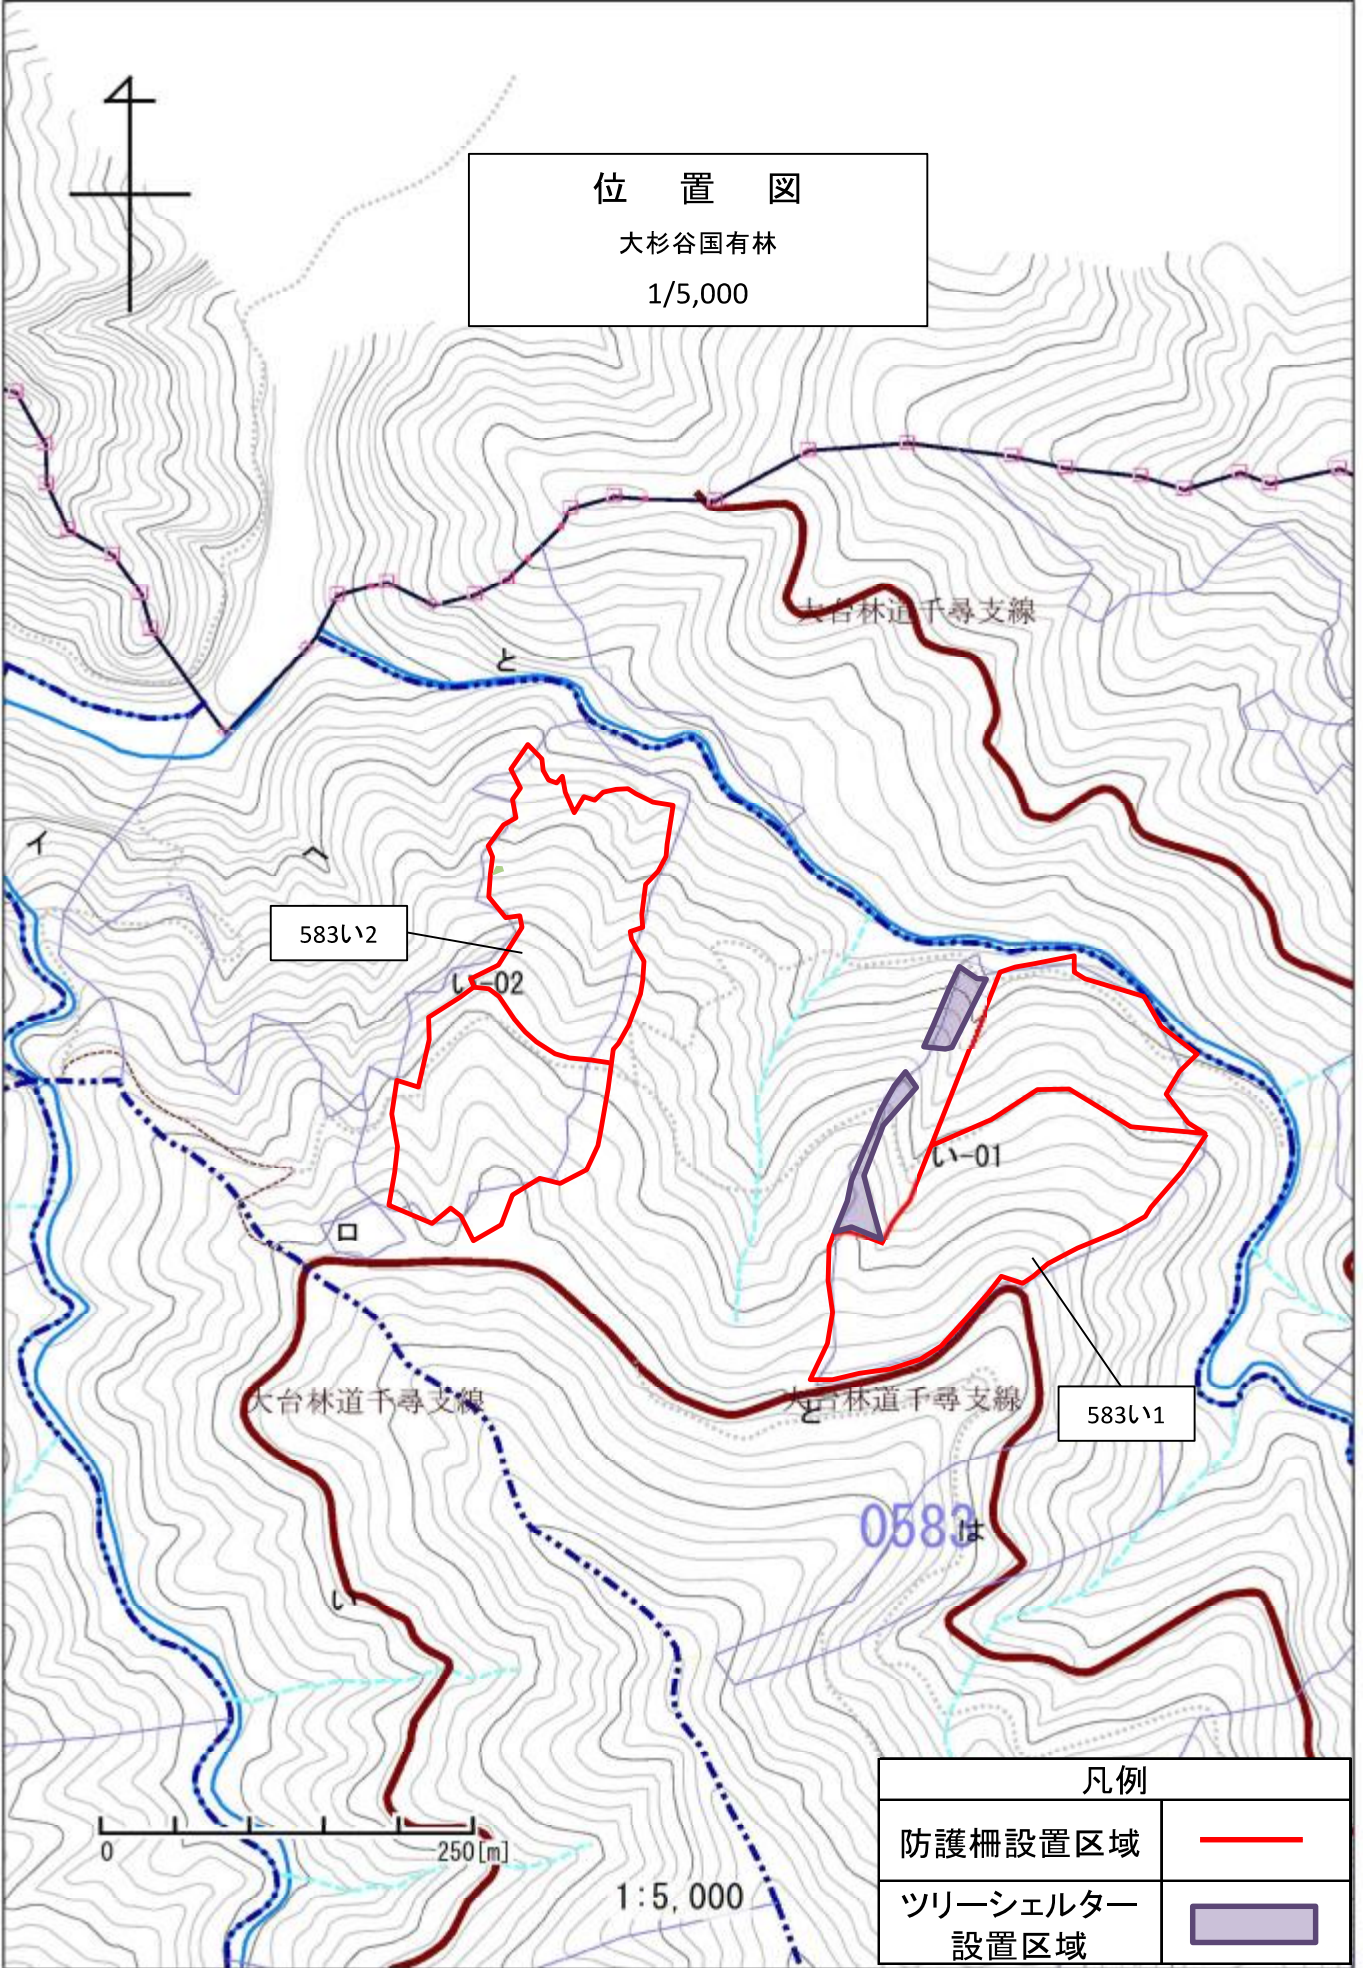 位 置 図
大杉谷国有林
1/5,000
大台林道千尋支線
と
イ
へ
583い2
い-02
い-01
ロ
大台林道千尋支線
大台林道千尋支線
と
583い1
0583
は
い
0
250[m]
1:5,000
凡例
防護柵設置区域
ツリーシェルター
設置区域